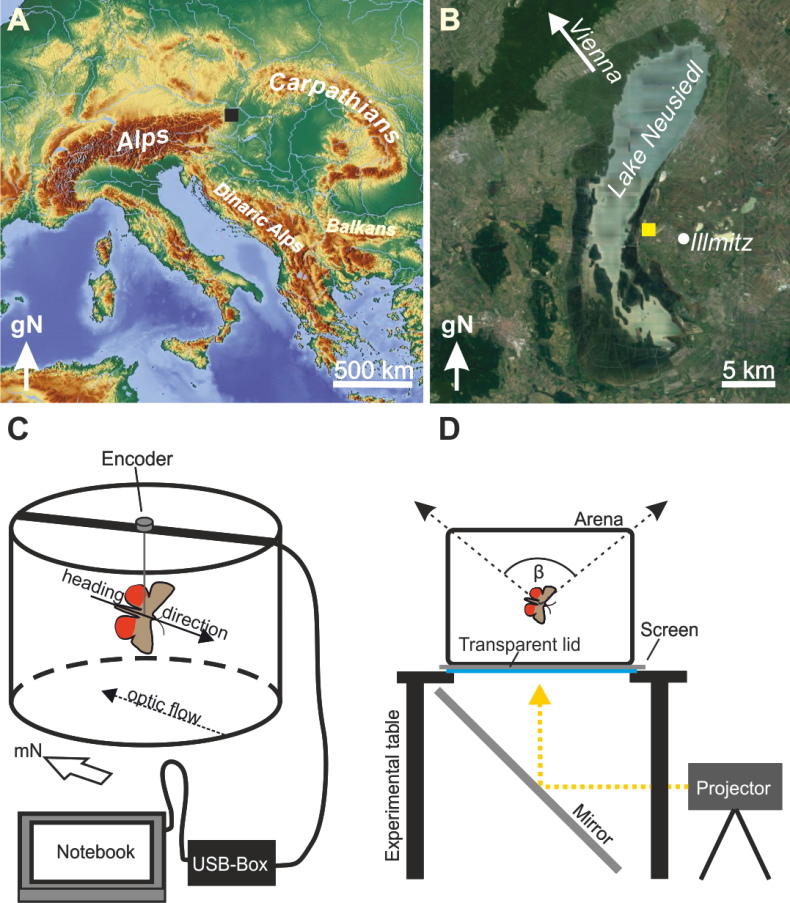 A
Carpathians
Alps
Dinaric Alps
Balkans
gN
500 km
B
Vienna
Lake Neusiedl
Illmitz
gN
5 km
C
Encoder
heading
direction
optic flow
mN
Notebook
USB-Box
D
Arena
β
Transparent lid
Screen
Experimental table
Mirror
Projector